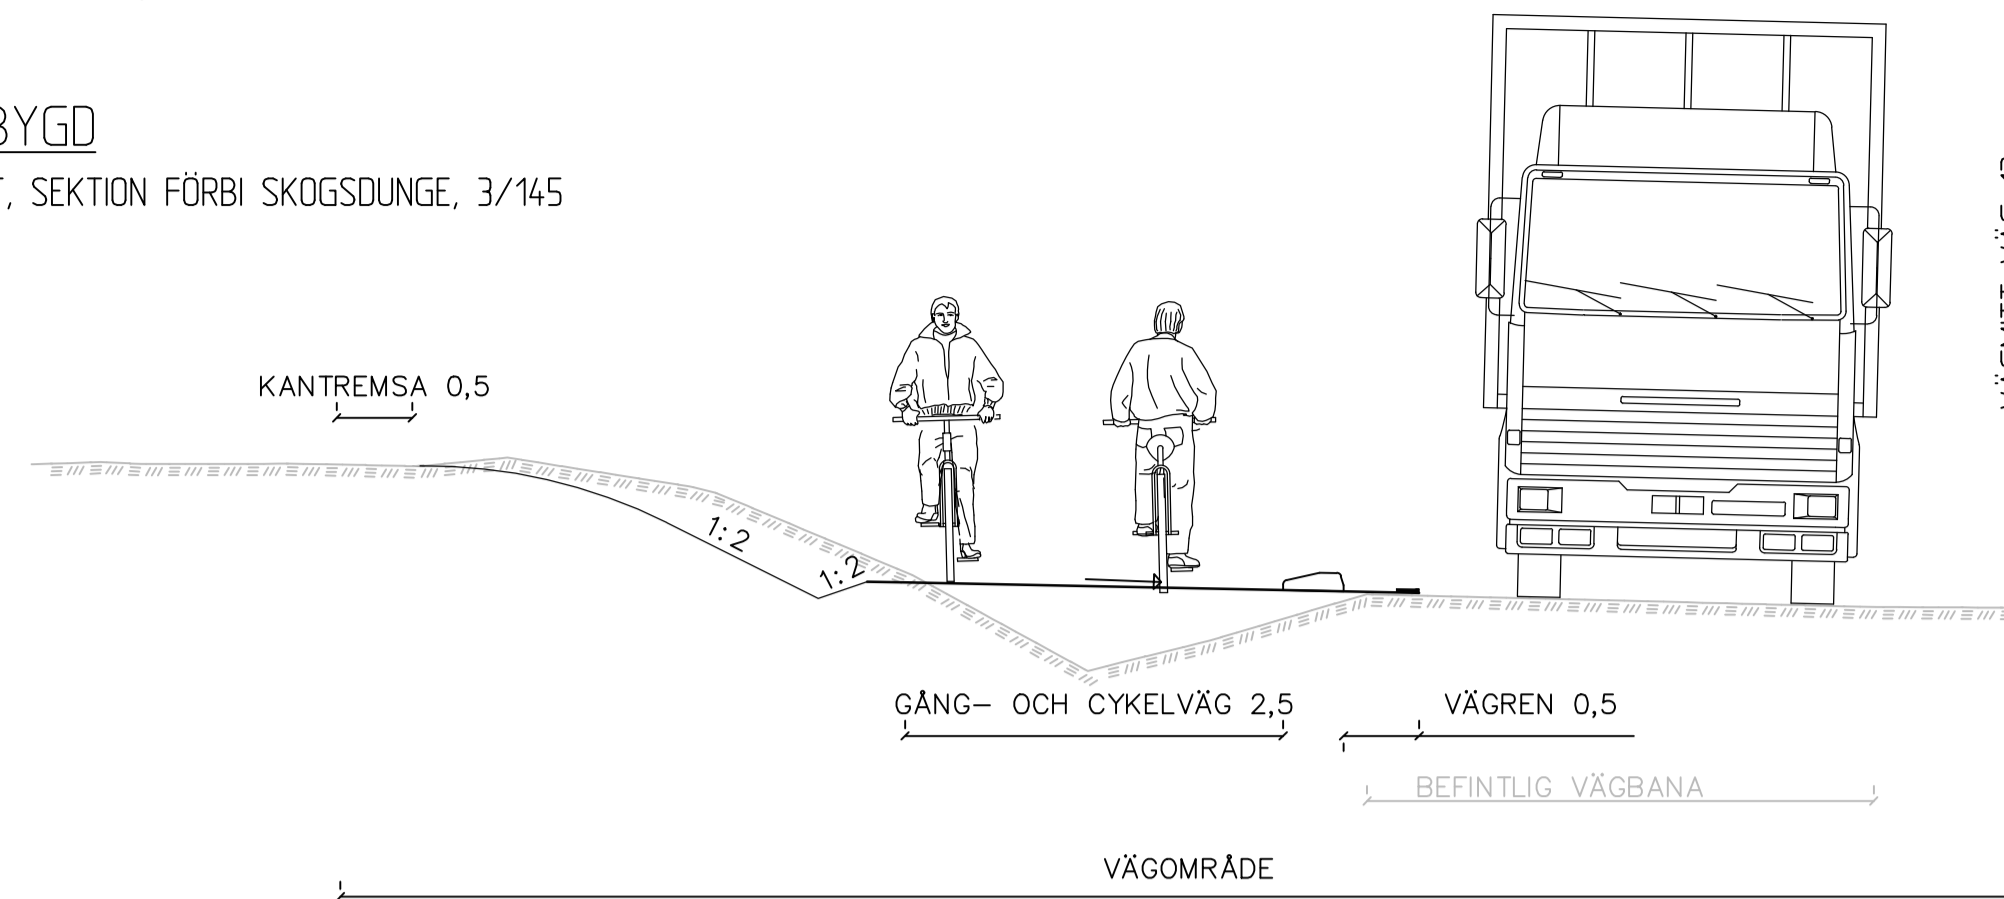 BYGD
, SEKTION FÖRBI SKOGSDUNGE, 3/145
KANTREMSA 0,5
1:2
1:2
GÅNG- OCH CYKELVÄG 2,5
VÄGREN 0,5
BEFINTLIG VÄGBANA
VÄGOMRÅDE